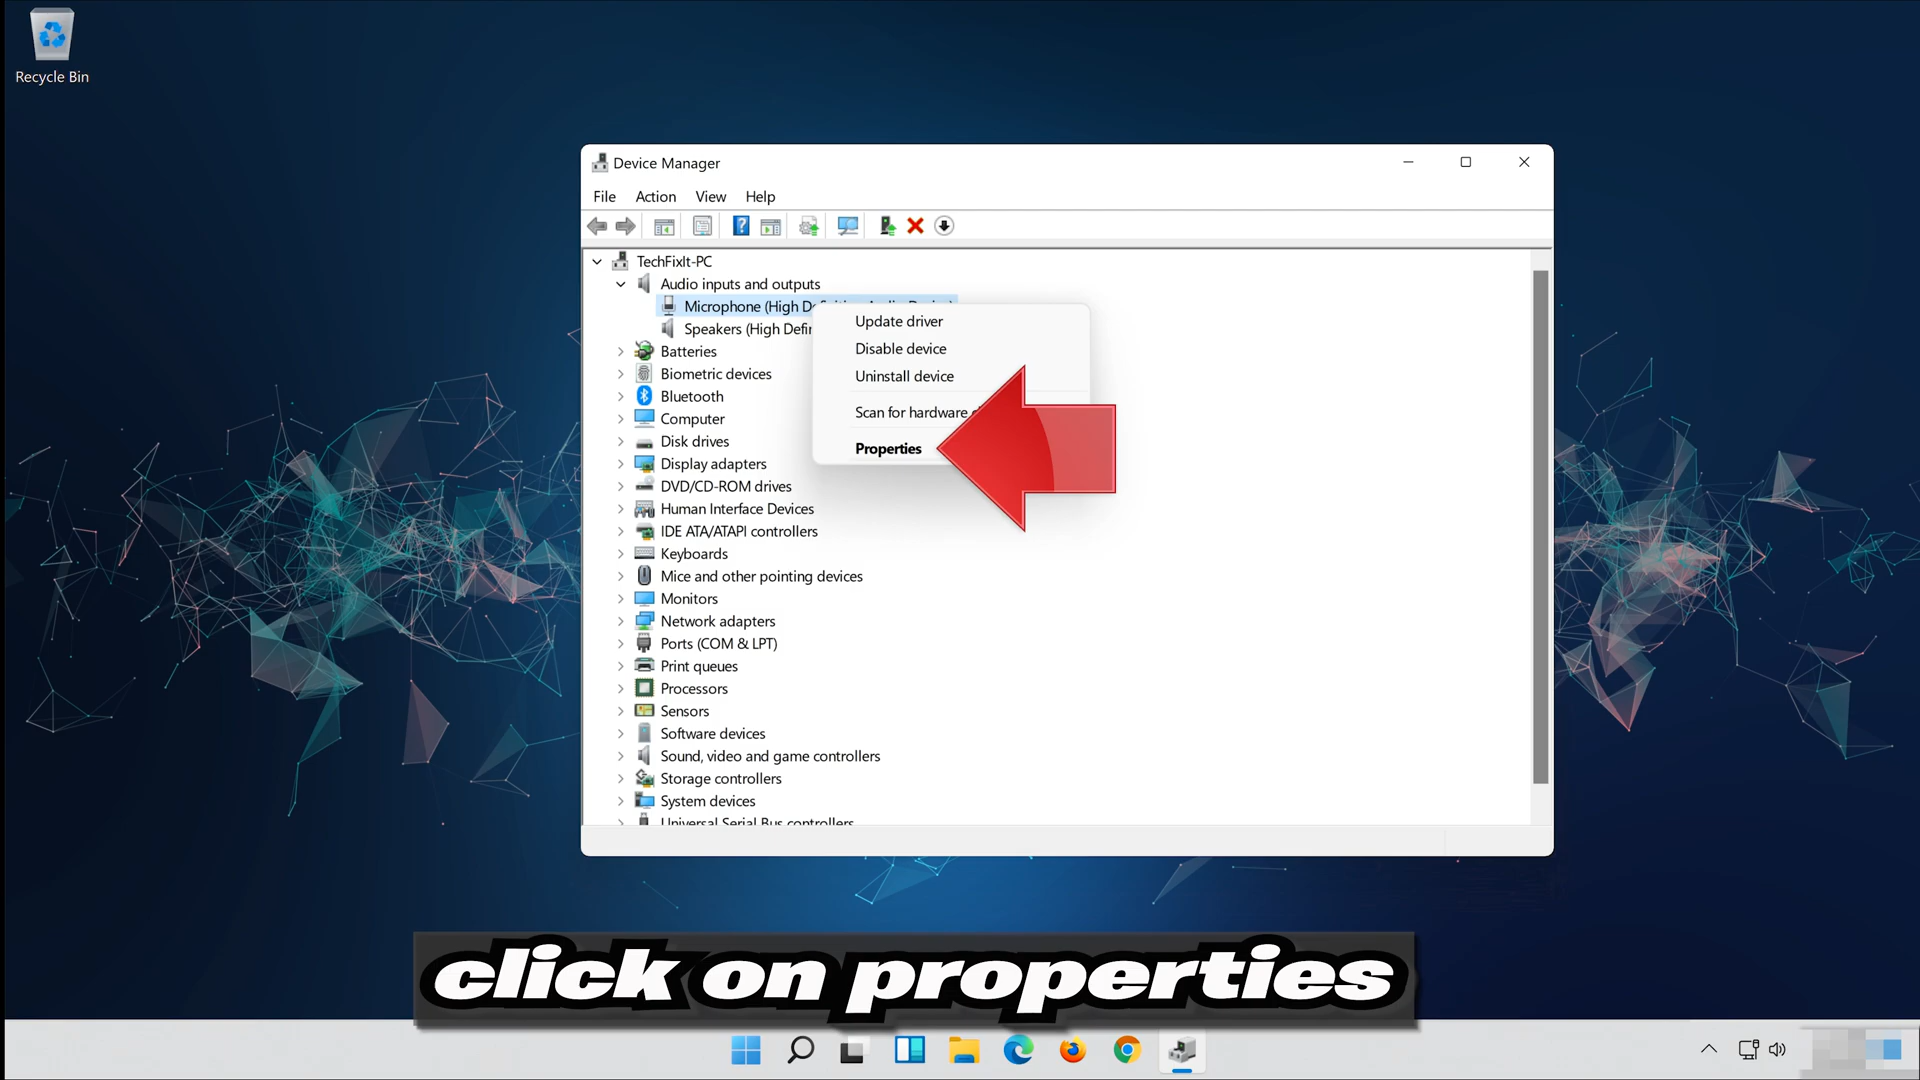 Recycle Bin
Device Manager
File Action View Help
TechFixIt-PC
Audio inputs and outputs
Microphone (High
Speakers (High
Batteries
Biometric devices
Bluetooth
Computer
Disk drives
Display adapters
DVD/CD-ROM drives
Human Interface Devices
IDE ATA/ATAPI controllers
Keyboards
Mice and other pointing devices
Monitors
Network adapters
Ports (COM & LPT)
Print queues
Processors
Sensors
Software devices
Sound, video and game controllers
Storage controllers
System devices
Universal Serial Bus controllers
Update driver
Disable device
Uninstall device
Scan for hardware
Properties
click on properties